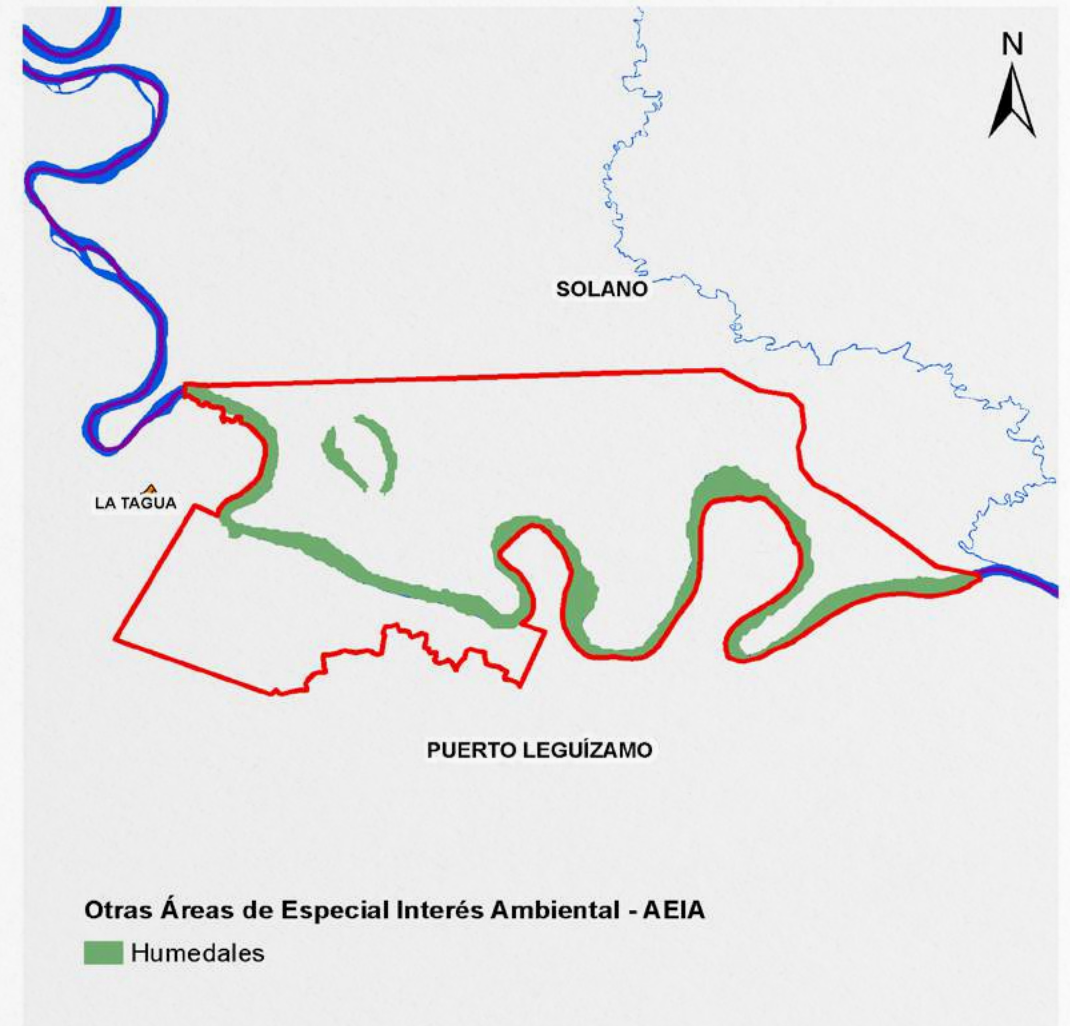 N
SOLANO
LA TAGUA
PUERTO LEGUÍZAMO
Otras Áreas de Especial Interés Ambiental - AEIA
Humedales